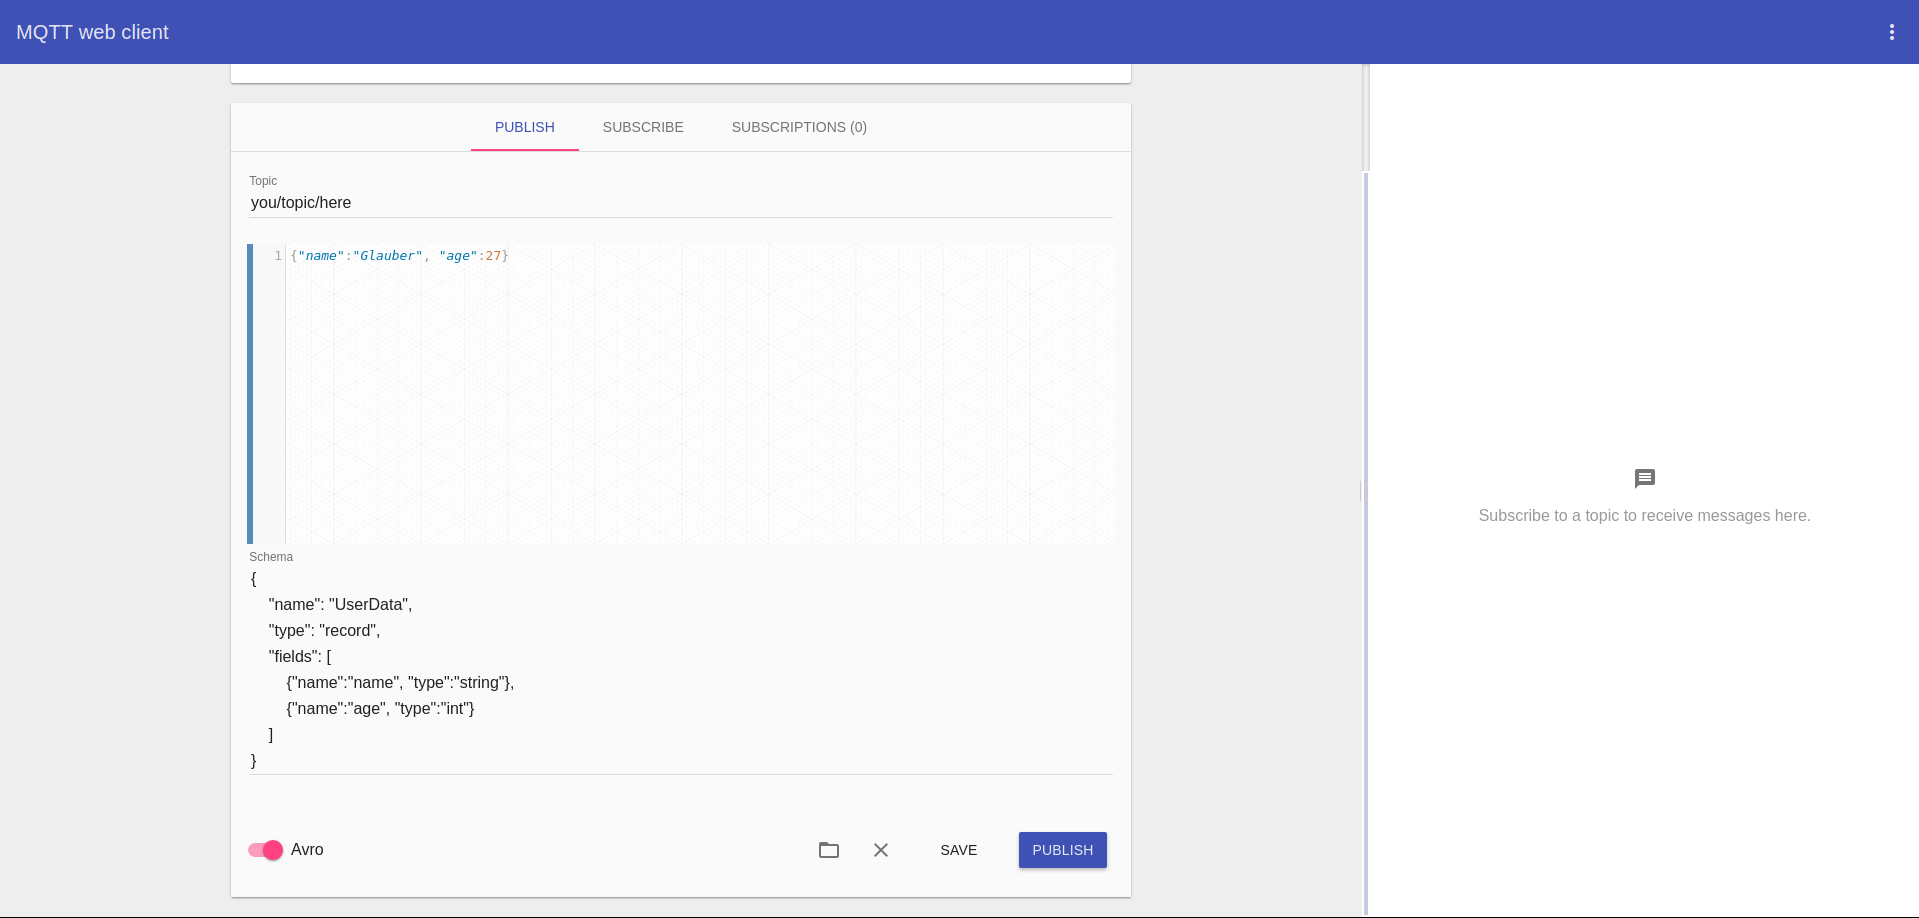 MQTT web client
PUBLISH SUBSCRIBE SUBSCRIPTIONS (0)
Topic
you/topic/here
1 {"name":"Glauber", "age":27}
Schema
{
"name": "UserData",
"type": "record",
"fields": [
{"name":"name", "type":"string"},
{"name":"age", "type":"int"}
]
}
Avro SAVE PUBLISH
Subscribe to a topic to receive messages here.